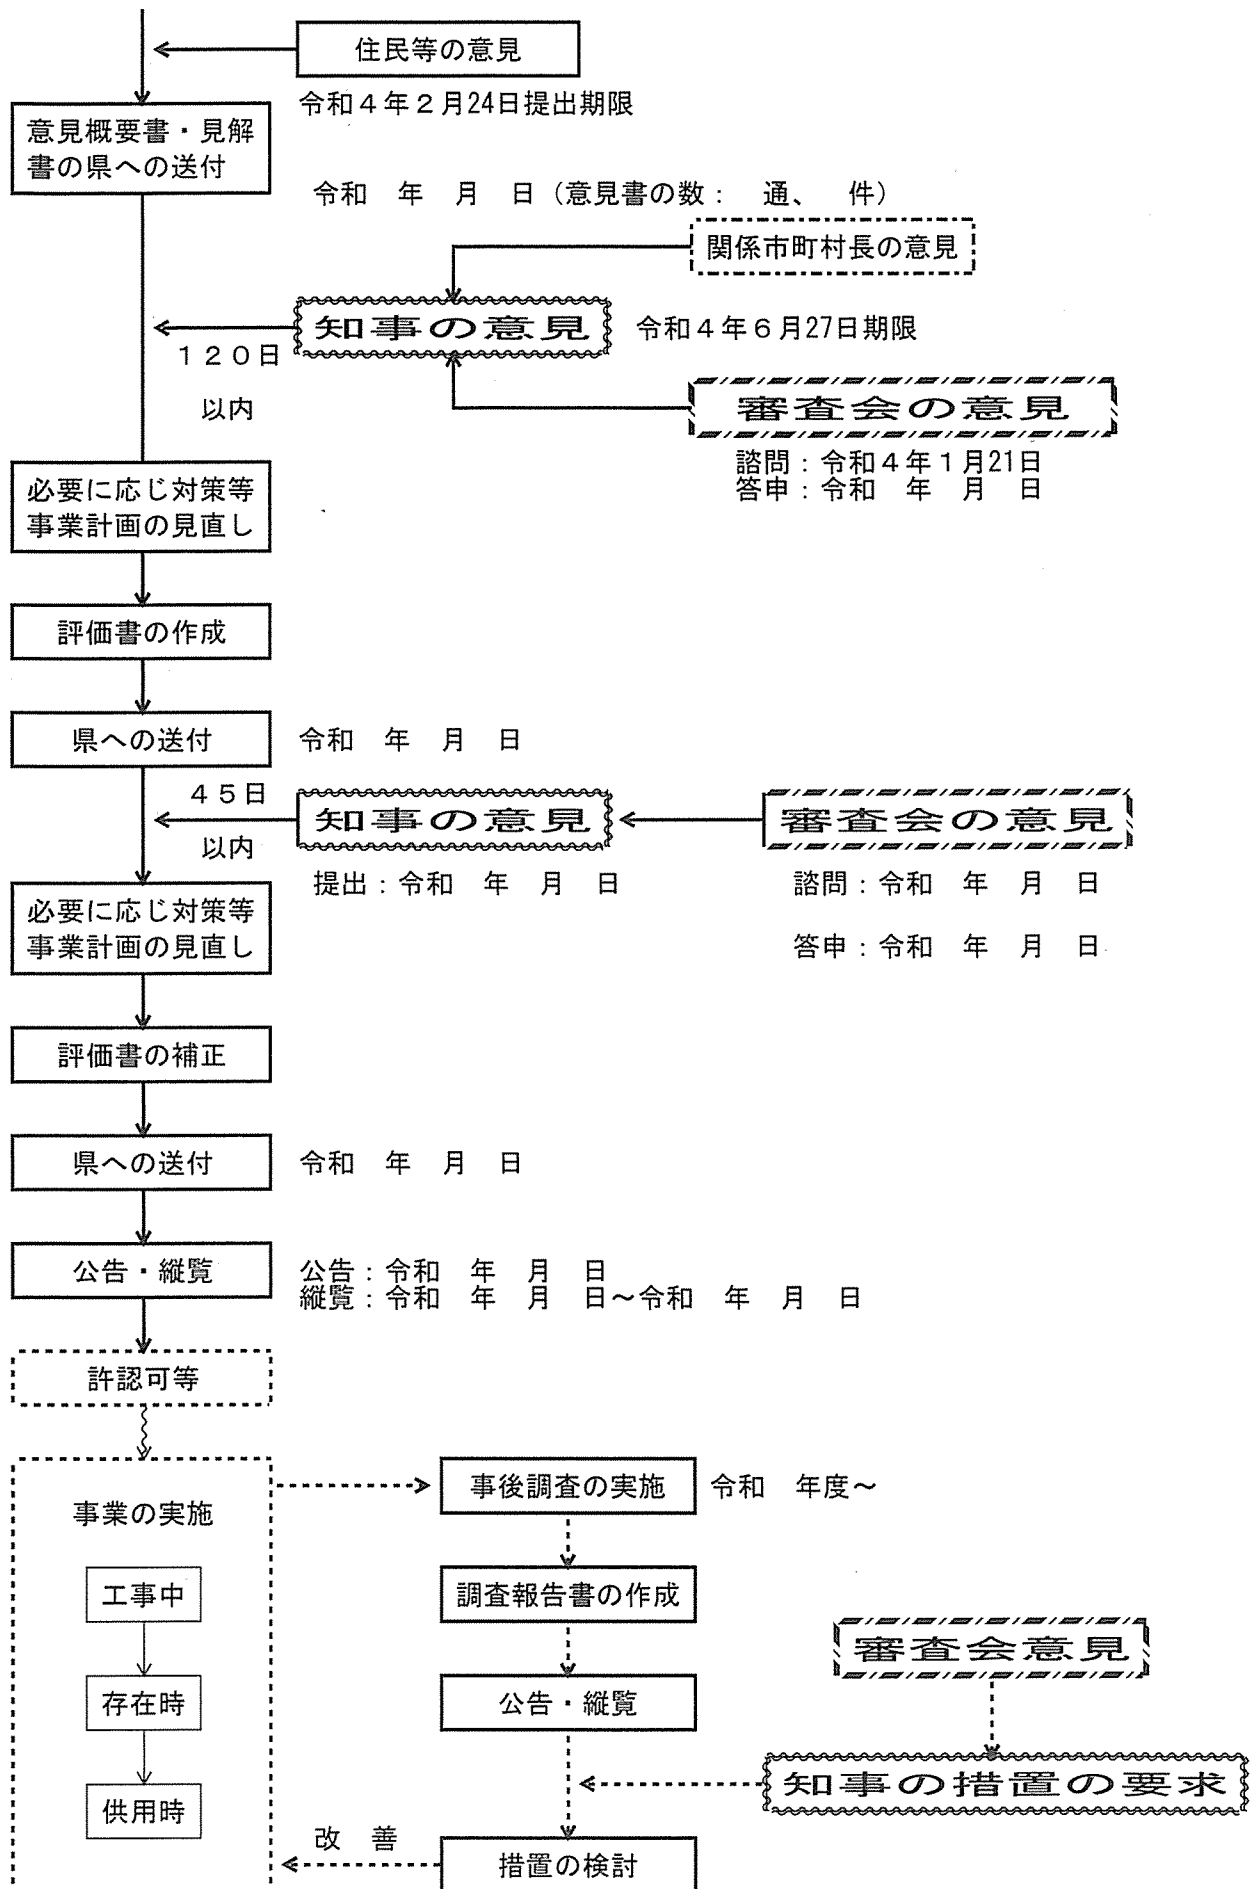 住民等の意見
令和４年２月24日提出期限
意見概要書・見解
書の県への送付
令和　年　月　日（意見書の数：　通、　件）
関係市町村長の意見
知事の意見
令和４年６月27日期限
１２０日
以内
審査会の意見
諮問：令和４年１月21日
答申：令和　年　月　日
必要に応じ対策等
事業計画の見直し
評価書の作成
県への送付
令和　年　月　日
４５日
以内
知事の意見
審査会の意見
提出：令和　年　月　日
諮問：令和　年　月　日
答申：令和　年　月　日
必要に応じ対策等
事業計画の見直し
評価書の補正
県への送付
令和　年　月　日
公告・縦覧
公告：令和　年　月　日
縦覧：令和　年　月　日～令和　年　月　日
許認可等
事業の実施
工事中
存在時
供用時
事後調査の実施
令和　年度～
調査報告書の作成
審査会意見
公告・縦覧
知事の措置の要求
改　善
措置の検討